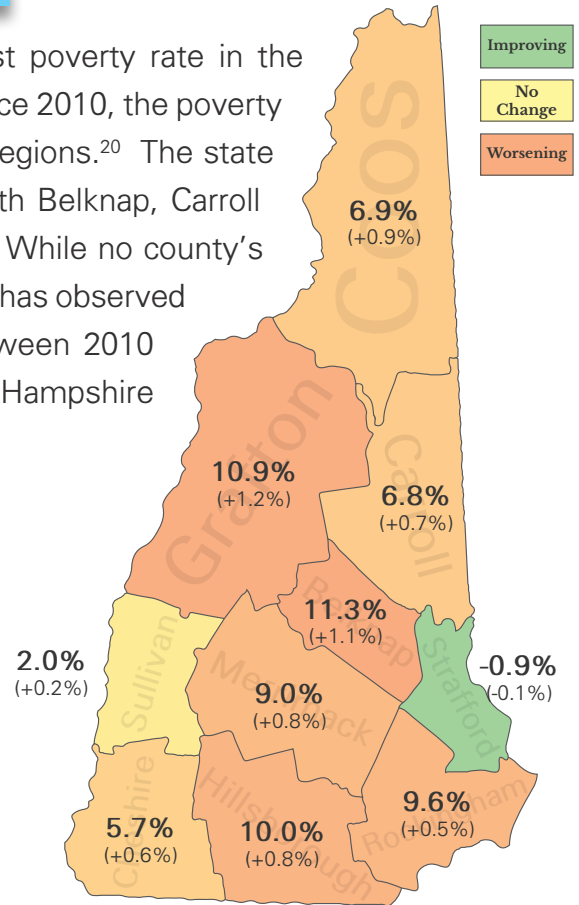 st poverty rate in the
ce 2010, the poverty
egions.20 The state
th Belknap, Carroll
While no county's
has observed
ween 2010
Hampshire
Improving
No
Change
Worsening
Coos
6.9%
(+0.9%)
Grafton
10.9%
(+1.2%)
Carroll
6.8%
(+0.7%)
Belknap
11.3%
(+1.1%)
Sullivan
2.0%
(+0.2%)
Merrimack
9.0%
(+0.8%)
Strafford
-0.9%
(-0.1%)
Cheshire
5.7%
(+0.6%)
Hillsborough
10.0%
(+0.8%)
Rockingham
9.6%
(+0.5%)